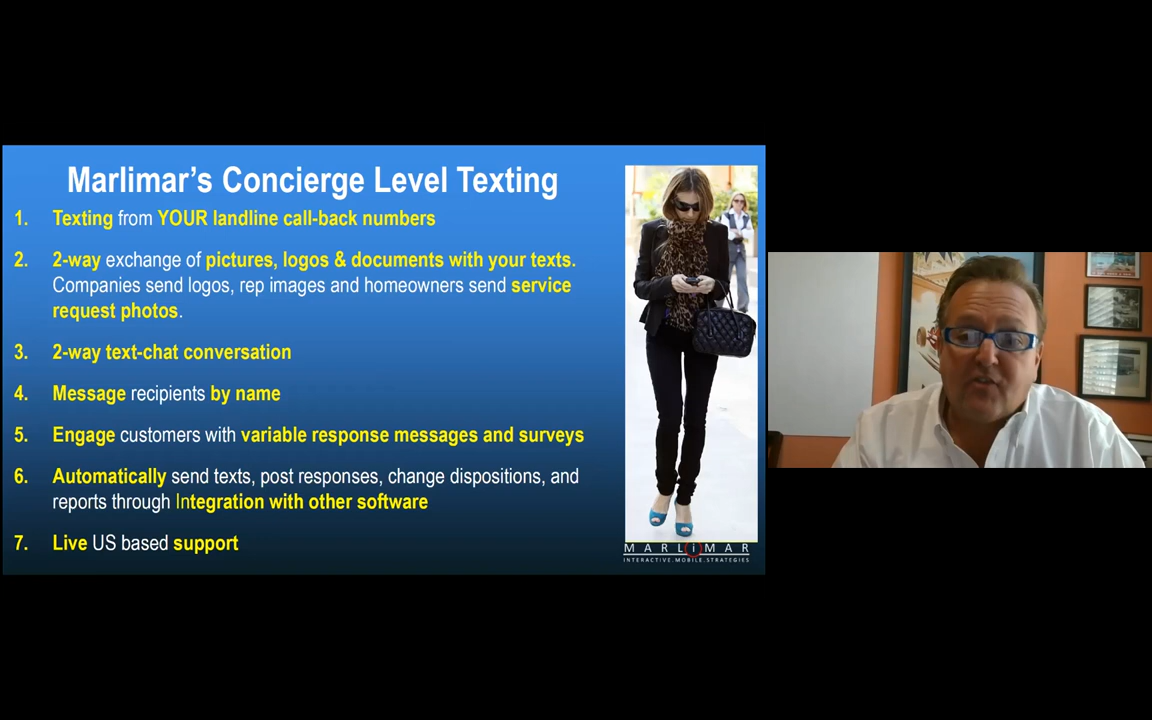 Marlimar's Concierge Level Texting
1. Texting from YOUR landline call-back numbers
2. 2-way exchange of pictures, logos & documents with your texts.
Companies send logos, rep images and homeowners send service
request photos.
3. 2-way text-chat conversation
4. Message recipients by name
5. Engage customers with variable response messages and surveys
6. Automatically send texts, post responses, change dispositions, and
reports through Integration with other software
7. Live US based support
MARLiMAR
INTERACTIVE.MOBILE.STRATEGIES